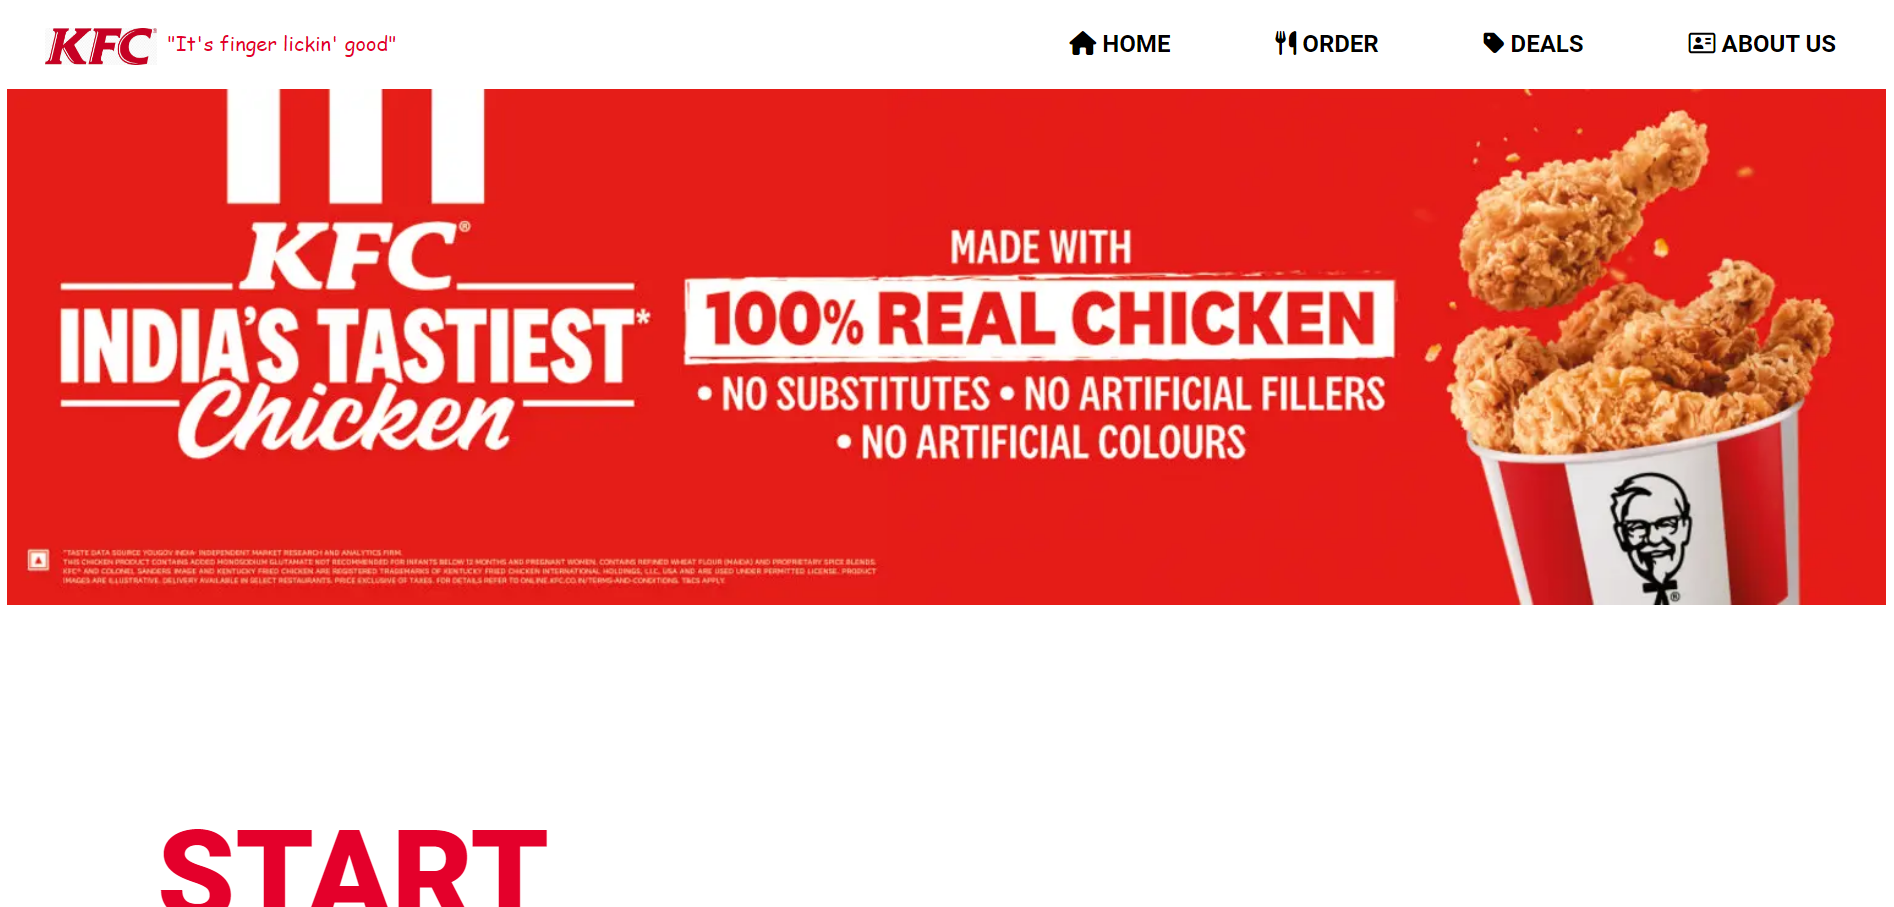 KFC "It's finger lickin' good"
HOME ORDER DEALS ABOUT US
KFC®
INDIA'S TASTIEST*
Chicken
MADE WITH
100% REAL CHICKEN
• NO SUBSTITUTES • NO ARTIFICIAL FILLERS
• NO ARTIFICIAL COLOURS
*TASTE DATA SOURCE YOUGOV INDIA- INDEPENDENT MARKET RESEARCH AND ANALYTICS FIRM.
THIS CHICKEN PRODUCT CONTAINS ADDED MONOSODIUM GLUTAMATE NOT RECOMMENDED FOR INFANTS BELOW 12 MONTHS AND PREGNANT WOMEN, CONTAINS REFINED WHEAT FLOUR (MAIDA) AND PROPRIETARY SPICE BLENDS.
KFC® AND COLONEL SANDERS IMAGE AND KENTUCKY FRIED CHICKEN ARE REGISTERED TRADEMARKS OF KENTUCKY FRIED CHICKEN INTERNATIONAL HOLDINGS, LLC, USA AND ARE USED UNDER PERMITTED LICENSE. PRODUCT
IMAGES ARE ILLUSTRATIVE. DELIVERY AVAILABLE IN SELECT RESTAURANTS. PRICE EXCLUSIVE OF TAXES. FOR DETAILS REFER TO ONLINE.KFC.CO.IN/TERMS-AND-CONDITIONS. T&CS APPLY.
®
START